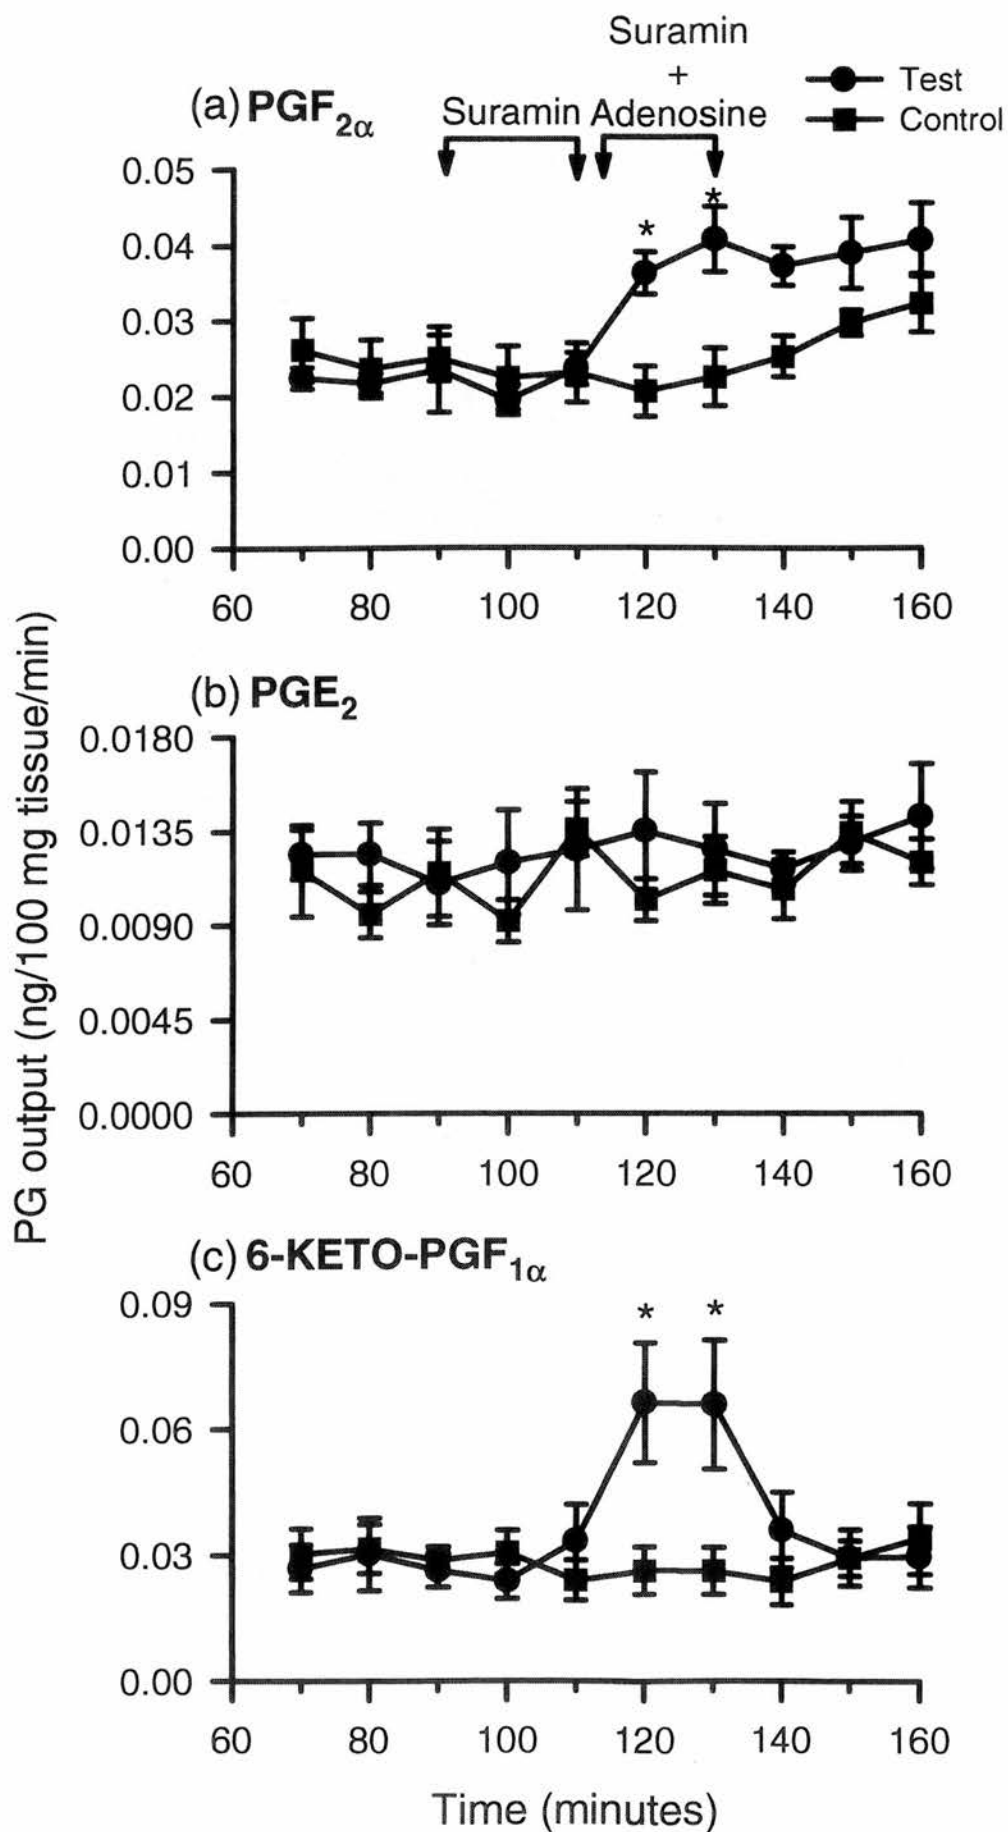 Suramin
+
Suramin Adenosine
Test
Control
(a) PGF2α
0.05
0.04
0.03
0.02
0.01
0.00
60 80 100 120 140 160
* *
PG output (ng/100 mg tissue/min)
(b) PGE2
0.0180
0.0135
0.0090
0.0045
0.0000
60 80 100 120 140 160
(c) 6-KETO-PGF1α
0.09
0.06
0.03
0.00
* *
60 80 100 120 140 160
Time (minutes)